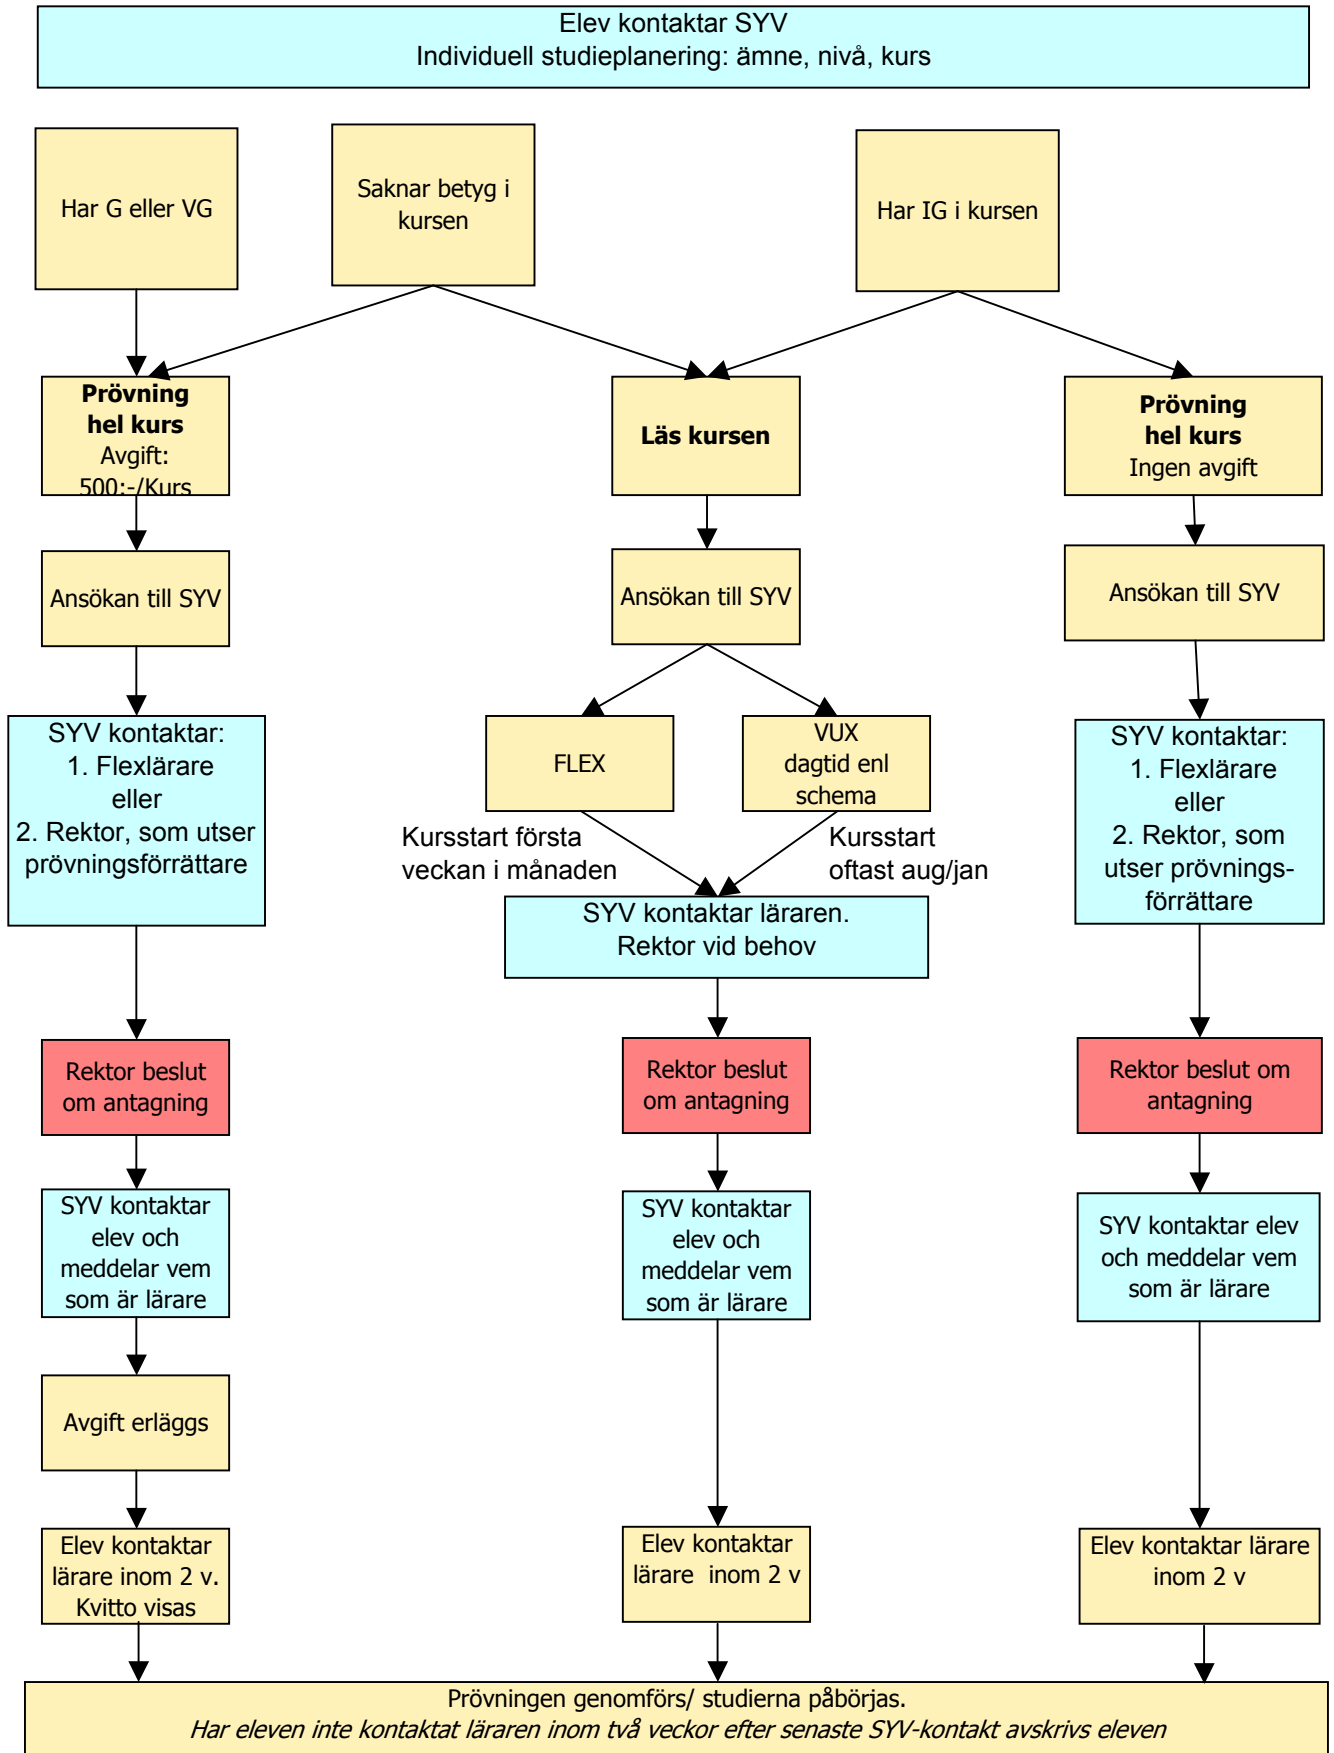 Elev kontaktar SYV
Individuell studieplanering: ämne, nivå, kurs
Har G eller VG
Saknar betyg i
kursen
Har IG i kursen
Prövning
hel kurs
Avgift:
500:-/Kurs
Läs kursen
Prövning
hel kurs
Ingen avgift
Ansökan till SYV
Ansökan till SYV
Ansökan till SYV
SYV kontaktar:
1. Flexlärare
eller
2. Rektor, som utser
prövningsförrättare
FLEX
VUX
dagtid enl
schema
SYV kontaktar:
1. Flexlärare
eller
2. Rektor, som
utser prövnings-
förrättare
Kursstart första
veckan i månaden
Kursstart
oftast aug/jan
SYV kontaktar läraren.
Rektor vid behov
Rektor beslut
om antagning
Rektor beslut
om antagning
Rektor beslut om
antagning
SYV kontaktar
elev och
meddelar vem
som är lärare
SYV kontaktar
elev och
meddelar vem
som är lärare
SYV kontaktar elev
och meddelar vem
som är lärare
Avgift erläggs
Elev kontaktar
lärare inom 2 v.
Kvitto visas
Elev kontaktar
lärare  inom 2 v
Elev kontaktar lärare
inom 2 v
Prövningen genomförs/ studierna påbörjas.
Har eleven inte kontaktat läraren inom två veckor efter senaste SYV-kontakt avskrivs eleven